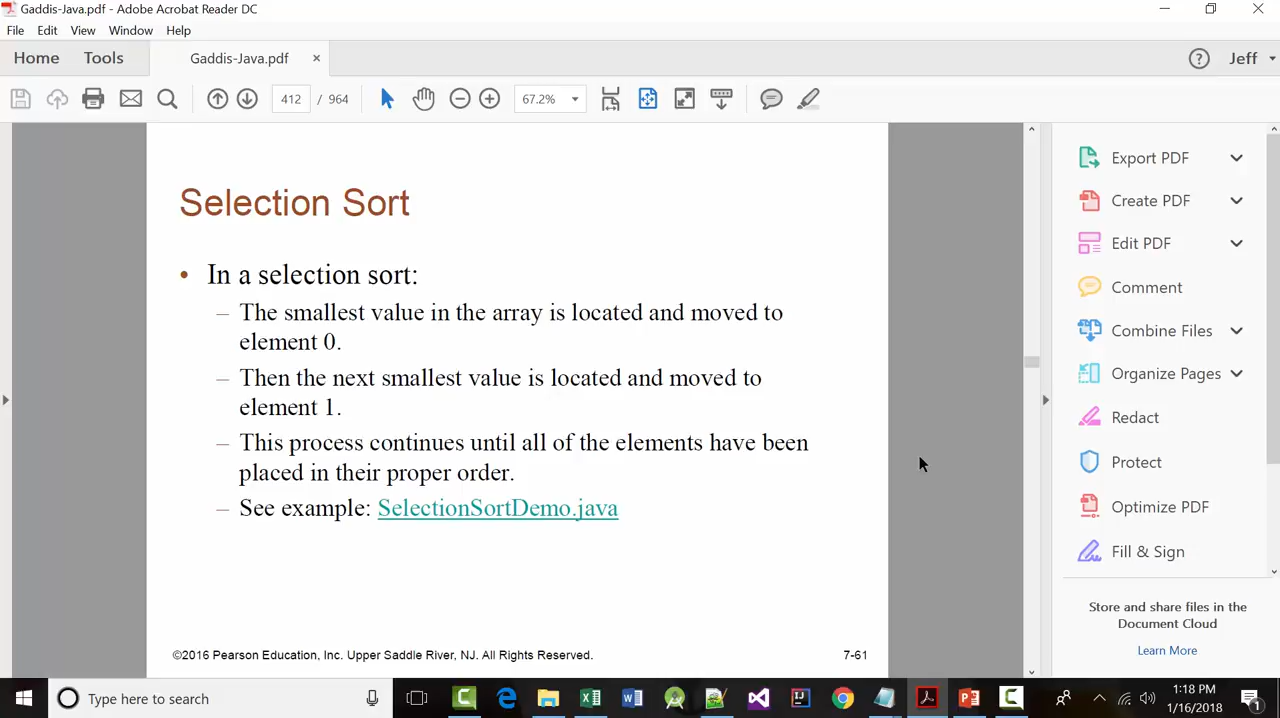 Gaddis-Java.pdf - Adobe Acrobat Reader DC
File Edit View Window Help
Home Tools Gaddis-Java.pdf × ? Jeff
412 / 964 67.2%
Selection Sort
• In a selection sort:
– The smallest value in the array is located and moved to
element 0.
– Then the next smallest value is located and moved to
element 1.
– This process continues until all of the elements have been
placed in their proper order.
– See example: SelectionSortDemo.java
©2016 Pearson Education, Inc. Upper Saddle River, NJ. All Rights Reserved. 7-61
Export PDF
Create PDF
Edit PDF
Comment
Combine Files
Organize Pages
Redact
Protect
Optimize PDF
Fill & Sign
Store and share files in the
Document Cloud
Learn More
Type here to search
1:18 PM
1/16/2018
1